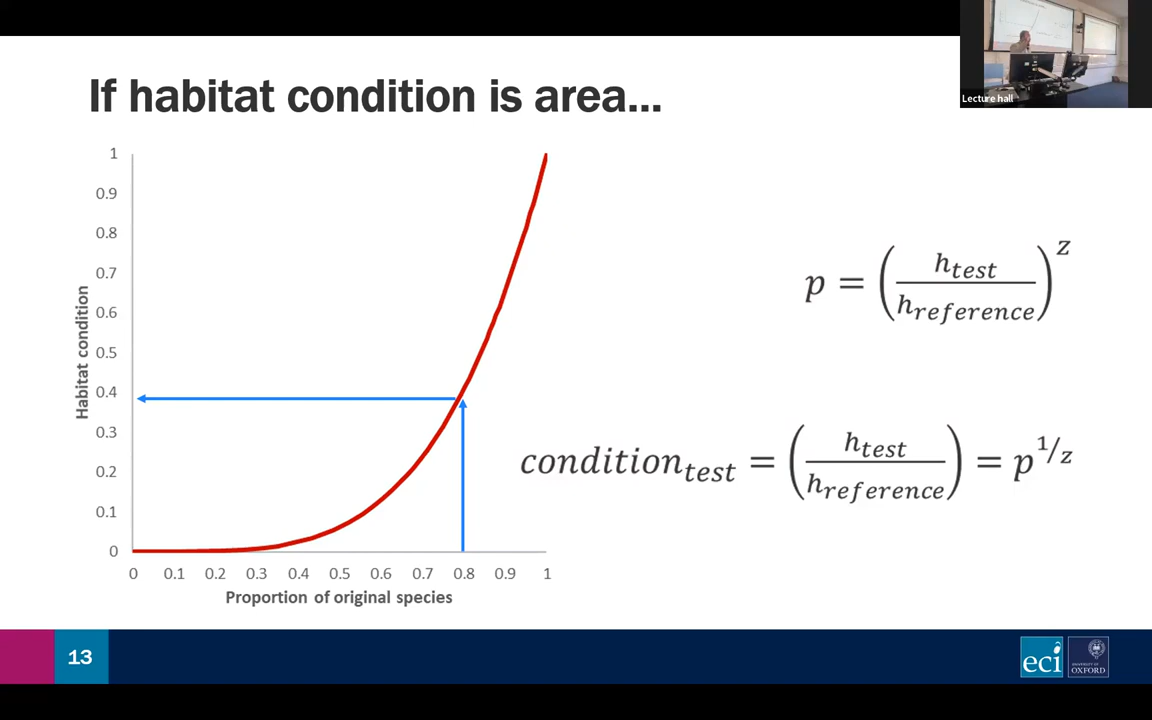 If habitat condition is area...
Lecture hall
1
0.9
0.8
0.7
0.6
0.5
0.4
0.3
0.2
0.1
0
Habitat condition
0 0.1 0.2 0.3 0.4 0.5 0.6 0.7 0.8 0.9 1
Proportion of original species
p = (h_test / h_reference)^z
condition_test = (h_test / h_reference) = p^1/z
13
eci
UNIVERSITY OF
OXFORD